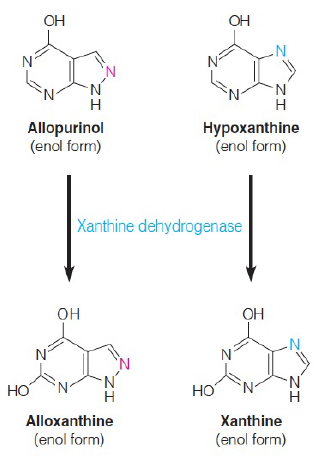 OH
N
N
N
N
H
Allopurinol
(enol form)
OH
N
N
N
N
H
Hypoxanthine
(enol form)
Xanthine dehydrogenase
OH
N
N
HO
N
N
H
Alloxanthine
(enol form)
OH
N
N
HO
N
N
H
Xanthine
(enol form)